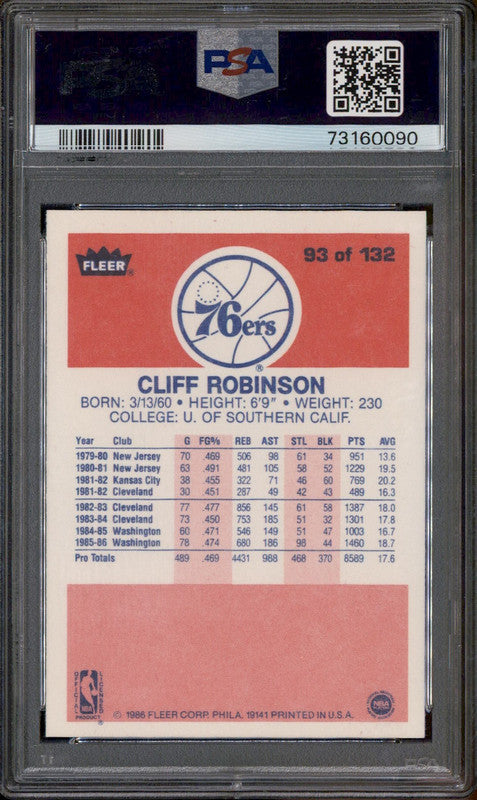 PSA
PSA
73160090
FLEER®
93 of 132
76ers®
CLIFF ROBINSON
BORN: 3/13/60 • HEIGHT: 6'9" • WEIGHT: 230
COLLEGE: U. OF SOUTHERN CALIF.
Year Club G FG% REB AST STL BLK PTS AVG
1979-80 New Jersey 70 .469 506 98 61 34 951 13.6
1980-81 New Jersey 63 .491 481 105 58 52 1229 19.5
1981-82 Kansas City 38 .455 322 71 46 60 769 20.2
1981-82 Cleveland 30 .451 287 49 42 43 489 16.3
1982-83 Cleveland 77 .477 856 145 61 58 1387 18.0
1983-84 Cleveland 73 .450 753 185 51 32 1301 17.8
1984-85 Washington 60 .471 546 149 51 47 1003 16.7
1985-86 Washington 78 .474 680 186 98 44 1460 18.7
Pro Totals 489 .469 4431 988 468 370 8589 17.6
OFFICIAL LICENSED
NBA
PRODUCT
© 1986 FLEER CORP. PHILA. 19141 PRINTED IN U.S.A.
NBA
PSA